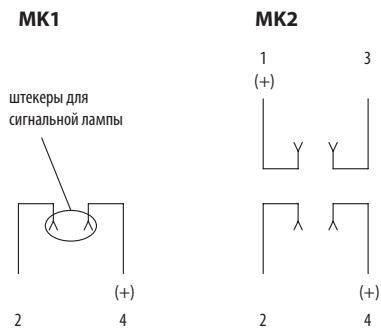 MK1 MK2
1 3
(+)
штекеры для
сигнальной лампы
(+) (+)
2 4 2 4